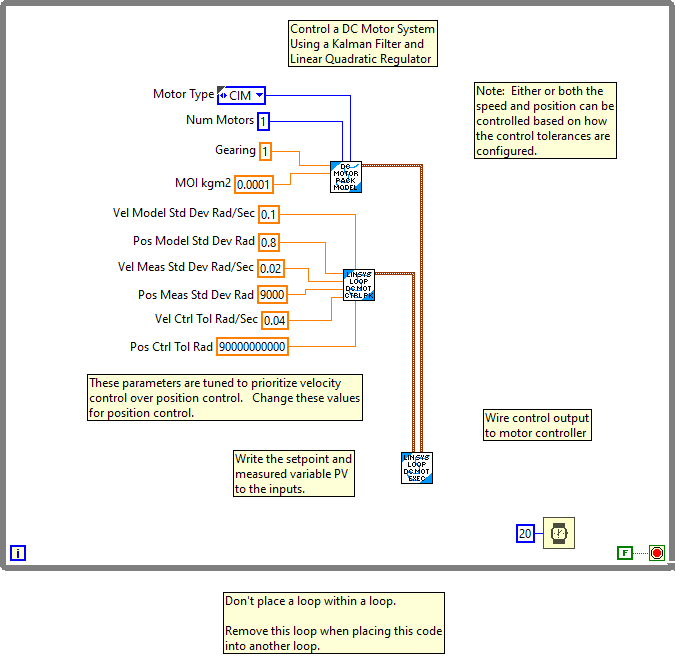 Control a DC Motor System
Using a Kalman Filter and
Linear Quadratic Regulator
Note:  Either or both the
speed and position can be
controlled based on how
the control tolerances are
configured.
Motor Type CIM
Num Motors 1
Gearing 1
MOI kgm2 0.0001
DC
MOTOR
PACK
MODEL
Vel Model Std Dev Rad/Sec 0.1
Pos Model Std Dev Rad 0.8
Vel Meas Std Dev Rad/Sec 0.02
Pos Meas Std Dev Rad 9000
Vel Ctrl Tol Rad/Sec 0.04
Pos Ctrl Tol Rad 90000000000
LINSYS
LOOP
DC MOT
CTRL PK
These parameters are tuned to prioritize velocity
control over position control.   Change these values
for position control.
Wire control output
to motor controller
Write the setpoint and
measured variable PV
to the inputs.
LINSYS
LOOP
DC MOT
EXEC
20
i
F
Don't place a loop within a loop.
Remove this loop when placing this code
into another loop.